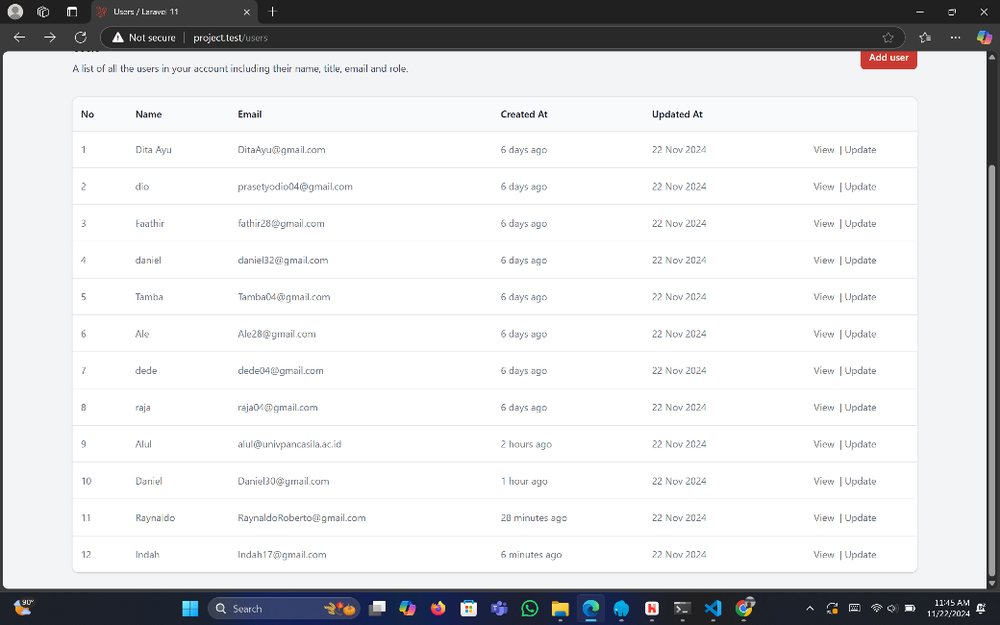 Users / Laravel 11
Not secure project.test/users
A list of all the users in your account including their name, title, email and role.
Add user
No Name Email Created At Updated At
1 Dita Ayu DitaAyu@gmail.com 6 days ago 22 Nov 2024 View | Update
2 dio prasetyodio04@gmail.com 6 days ago 22 Nov 2024 View | Update
3 Faathir fathir28@gmail.com 6 days ago 22 Nov 2024 View | Update
4 daniel daniel32@gmail.com 6 days ago 22 Nov 2024 View | Update
5 Tamba Tamba04@gmail.com 6 days ago 22 Nov 2024 View | Update
6 Ale Ale28@gmail.com 6 days ago 22 Nov 2024 View | Update
7 dede dede04@gmail.com 6 days ago 22 Nov 2024 View | Update
8 raja raja04@gmail.com 6 days ago 22 Nov 2024 View | Update
9 Alul alul@univpancasila.ac.id 2 hours ago 22 Nov 2024 View | Update
10 Daniel Daniel30@gmail.com 1 hour ago 22 Nov 2024 View | Update
11 Raynaldo RaynaldoRoberto@gmail.com 28 minutes ago 22 Nov 2024 View | Update
12 Indah Indah17@gmail.com 6 minutes ago 22 Nov 2024 View | Update
90°
Search
11:45 AM
11/22/2024